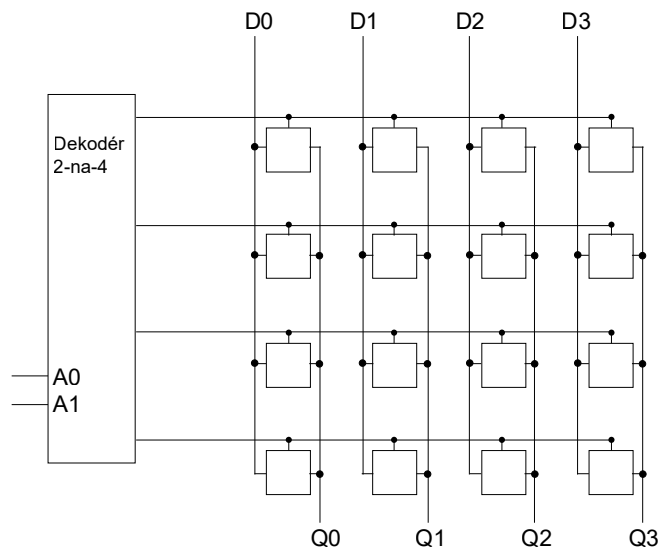 D0 D1 D2 D3
Dekodér
2-na-4
A0
A1
Q0 Q1 Q2 Q3